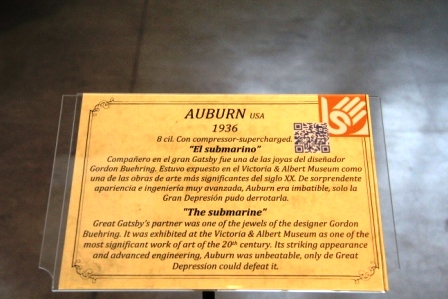 AUBURN USA
1936
8 cil. Con compressor-supercharged.
“El submarino”
Compañero en el gran Gatsby fue una de las joyas del diseñador
Gordon Buehring. Estuvo expuesto en el Victoria & Albert Museum como
una de las obras de arte más significantes del siglo XX. De sorprendente
apariencia e ingeniería muy avanzada, Auburn era imbatible, solo la
Gran Depresión pudo derrotarla.
"The submarine”
Great Gatsby’s partner was one of the jewels of the designer Gordon
Buehring. It was exhibited at the Victoria & Albert Museum as one of the
most significant work of art of the 20th century. Its striking appearance
and advanced engineering, Auburn was unbeatable, only de Great
Depression could defeat it.